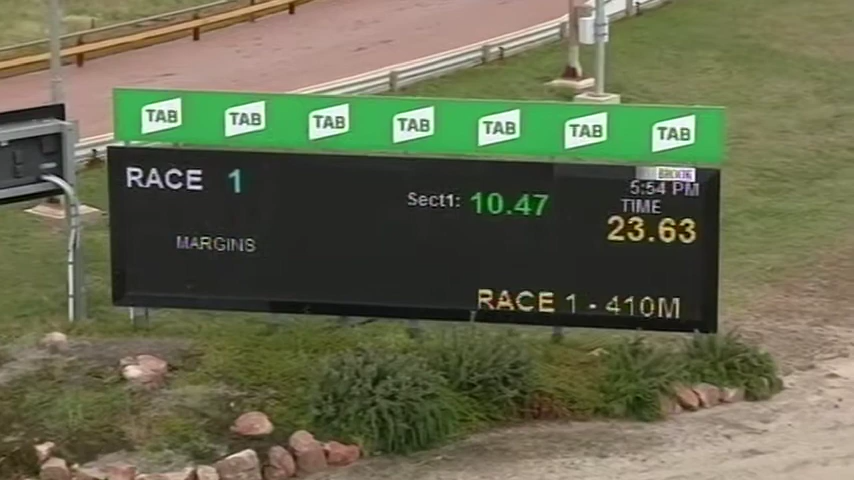 TAB TAB TAB TAB TAB TAB TAB
BROOK
RACE 1 Sect1: 10.47 5:54 PM
TIME
23.63
MARGINS
RACE 1 - 410M